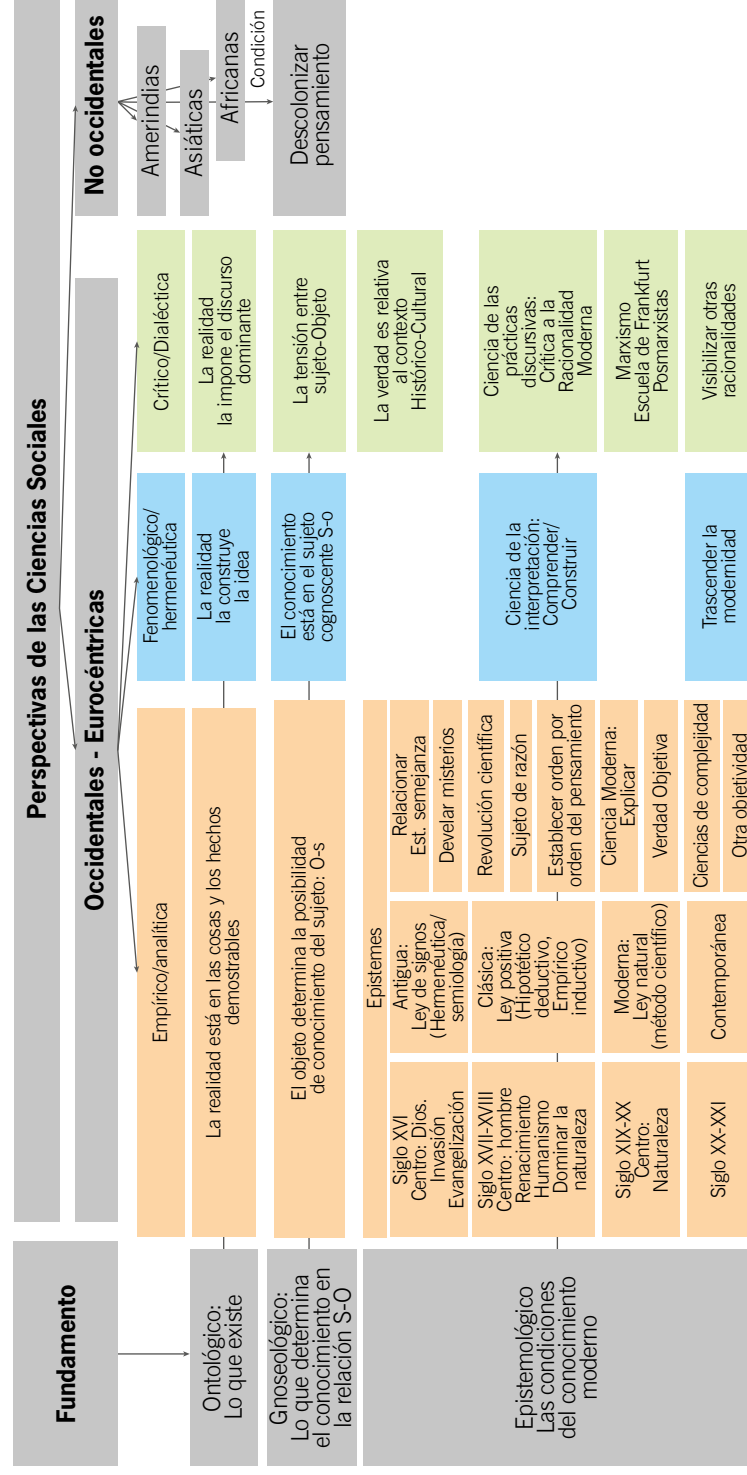 Perspectivas de las Ciencias Sociales
Fundamento
Occidentales - Eurocéntricas
No occidentales
Empírico/analítica
Fenomenológico/
hermenéutica
Crítico/Dialéctica
Amerindias
Asiáticas
Africanas
Condición
Descolonizar
pensamiento
Ontológico:
Lo que existe
La realidad está en las cosas y los hechos
demostrables
La realidad
la construye
la idea
La realidad
la impone el discurso
dominante
Gnoseológico:
Lo que determina
el conocimiento en
la relación S-O
El objeto determina la posibilidad
de conocimiento del sujeto: O-s
El conocimiento
está en el sujeto
cognoscente S-o
La tensión entre
sujeto-Objeto
La verdad es relativa
al contexto
Histórico-Cultural
Epistemológico
Las condiciones
del conocimiento
moderno
Epistemes
Siglo XVI
Centro: Dios.
Invasión
Evangelización
Antigua:
Ley de signos
(Hermenéutica/
semiología)
Relacionar
Est. semejanza
Develar misterios
Siglo XVII-XVIII
Centro: hombre
Renacimiento
Humanismo
Dominar la
naturaleza
Clásica:
Ley positiva
(Hipotético
deductivo,
Empírico
inductivo)
Revolución científica
Sujeto de razón
Establecer orden por
orden del pensamiento
Ciencia de la
interpretación:
Comprender/
Construir
Ciencia de las
prácticas
discursivas:
Crítica a la
Racionalidad
Moderna
Siglo XIX-XX
Centro:
Naturaleza
Moderna:
Ley natural
(método científico)
Ciencia Moderna:
Explicar
Verdad Objetiva
Marxismo
Escuela de Frankfurt
Posmarxistas
Siglo XX-XXI
Contemporánea
Ciencias de complejidad
Otra objetividad
Trascender la
modernidad
Visibilizar otras
racionalidades